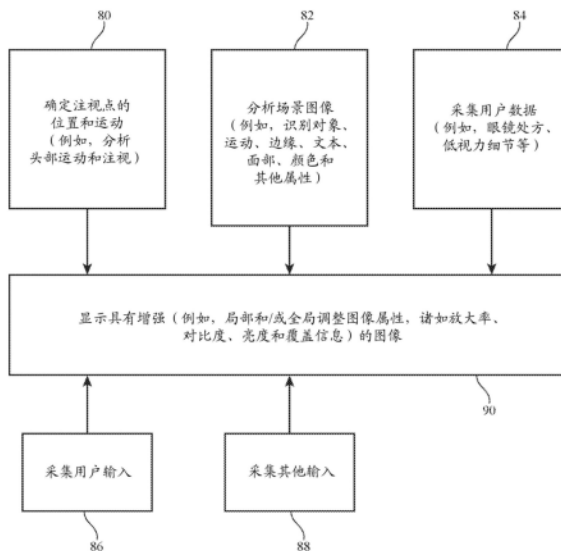 80
82
84
确定注视点的
位置和运动
(例如，分析
头部运动和注视)
分析场景图像
(例如，识别对象、
运动、边缘、文本、
面部、颜色和
其他属性)
采集用户数据
(例如，眼镜处方、
低视力细节等)
显示具有增强(例如，局部和/或全局调整图像属性，诸如放大率、
对比度、亮度和覆盖信息)的图像
90
采集用户输入
采集其他输入
86
88